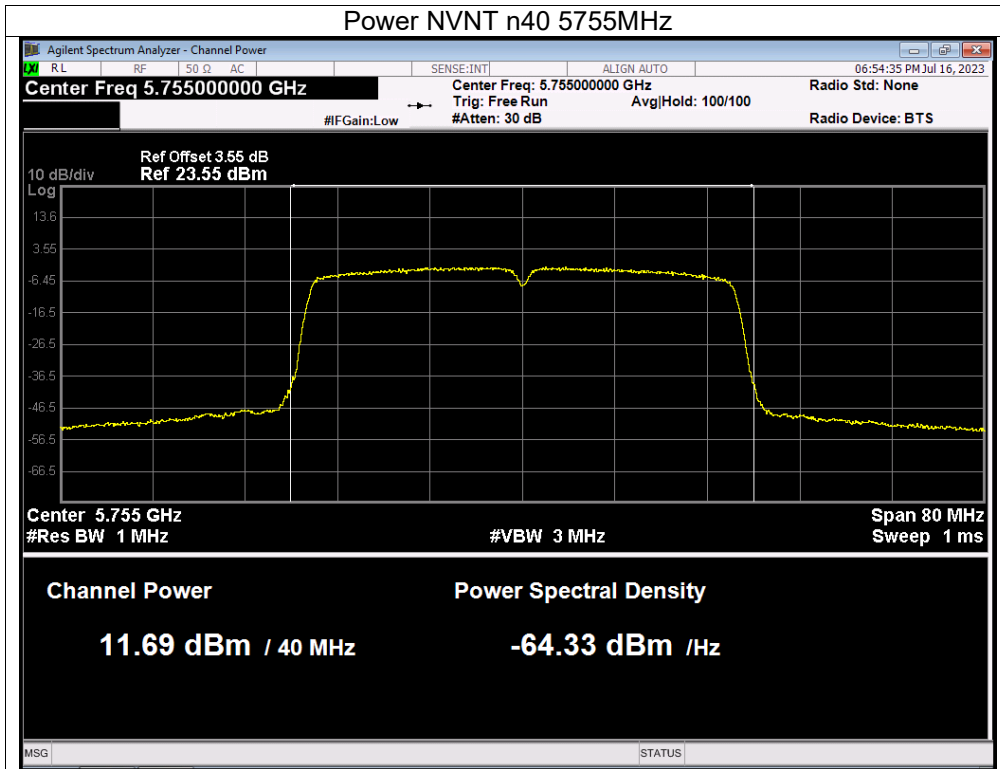 Power NVNT n40 5755MHz
Agilent Spectrum Analyzer - Channel Power
LXI RL RF 50 Ω AC SENSE:INT ALIGN AUTO 06:54:35 PM Jul 16, 2023
Center Freq 5.755000000 GHz
Center Freq: 5.755000000 GHz Radio Std: None
Trig: Free Run Avg|Hold: 100/100
#IFGain:Low #Atten: 30 dB Radio Device: BTS
Ref Offset 3.55 dB
10 dB/div Ref 23.55 dBm
Log
13.6
3.55
-6.45
-16.5
-26.5
-36.5
-46.5
-56.5
-66.5
Center 5.755 GHz Span 80 MHz
#Res BW 1 MHz #VBW 3 MHz Sweep 1 ms
Channel Power Power Spectral Density
11.69 dBm / 40 MHz -64.33 dBm /Hz
MSG STATUS